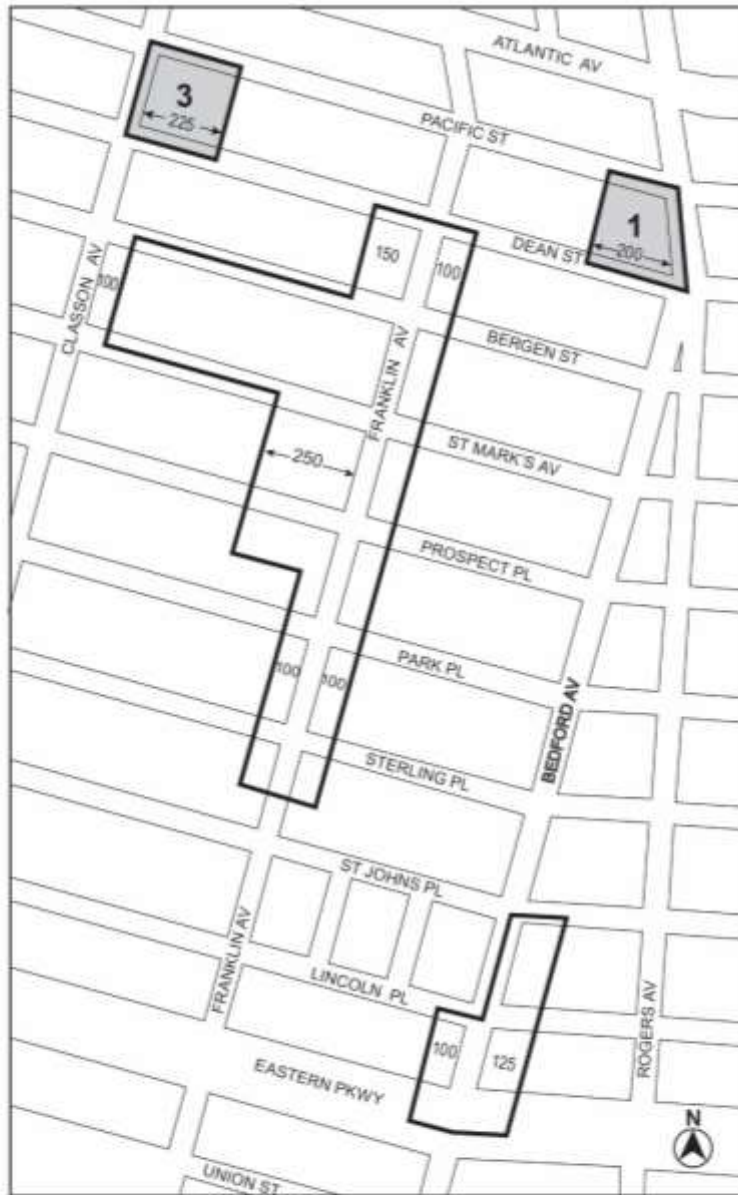 ATLANTIC AV
3
225
PACIFIC ST
1
200
DEAN ST
150
100
100
CLASSON AV
FRANKLIN AV
BERGEN ST
250
ST MARK'S AV
PROSPECT PL
PARK PL
100
100
BEDFORD AV
STERLING PL
ST JOHNS PL
FRANKLIN AV
LINCOLN PL
ROGERS AV
100
125
EASTERN PKWY
N
UNION ST